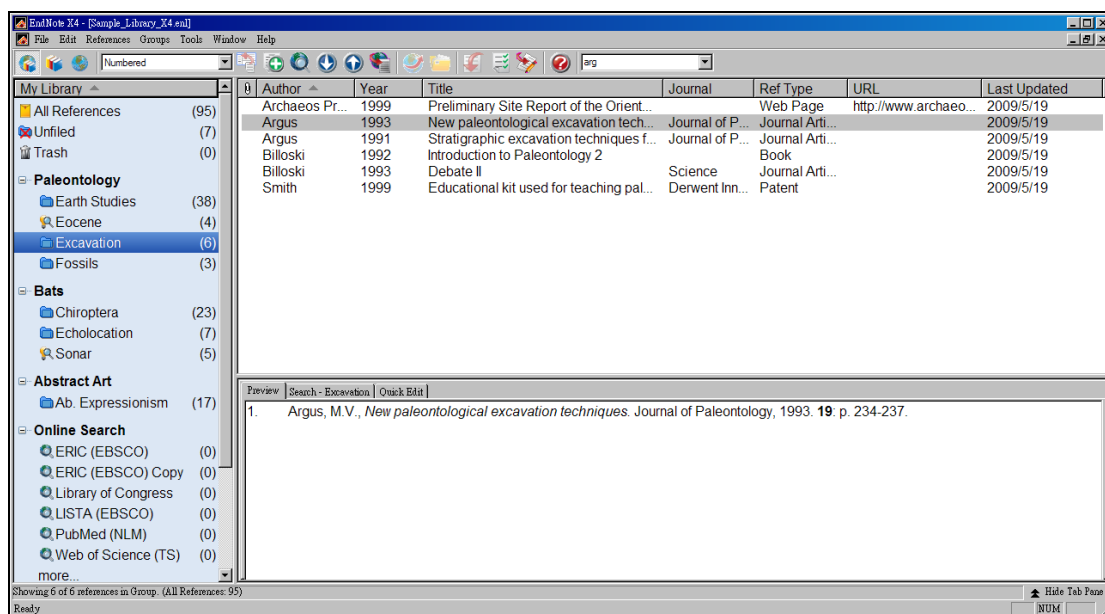 EndNote X4 - [Sample_Library_X4.enl]
File Edit References Groups Tools Window Help
Numbered
arg
My Library
All References (95)
Unfiled (7)
Trash (0)
Paleontology
Earth Studies (38)
Eocene (4)
Excavation (6)
Fossils (3)
Bats
Chiroptera (23)
Echolocation (7)
Sonar (5)
Abstract Art
Ab. Expressionism (17)
Online Search
ERIC (EBSCO) (0)
ERIC (EBSCO) Copy (0)
Library of Congress (0)
LISTA (EBSCO) (0)
PubMed (NLM) (0)
Web of Science (TS) (0)
more...
Author Year Title Journal Ref Type URL Last Updated
Archaeos Pr... 1999 Preliminary Site Report of the Orient... Web Page http://www.archaeo... 2009/5/19
Argus 1993 New paleontological excavation tech... Journal of P... Journal Arti... 2009/5/19
Argus 1991 Stratigraphic excavation techniques f... Journal of P... Journal Arti... 2009/5/19
Billoski 1992 Introduction to Paleontology 2 Book 2009/5/19
Billoski 1993 Debate II Science Journal Arti... 2009/5/19
Smith 1999 Educational kit used for teaching pal... Derwent Inn... Patent 2009/5/19
Preview Search - Excavation Quick Edit
1. Argus, M.V., New paleontological excavation techniques. Journal of Paleontology, 1993. 19: p. 234-237.
Showing 6 of 6 references in Group. (All References: 95)
Hide Tab Pane
Ready
NUM